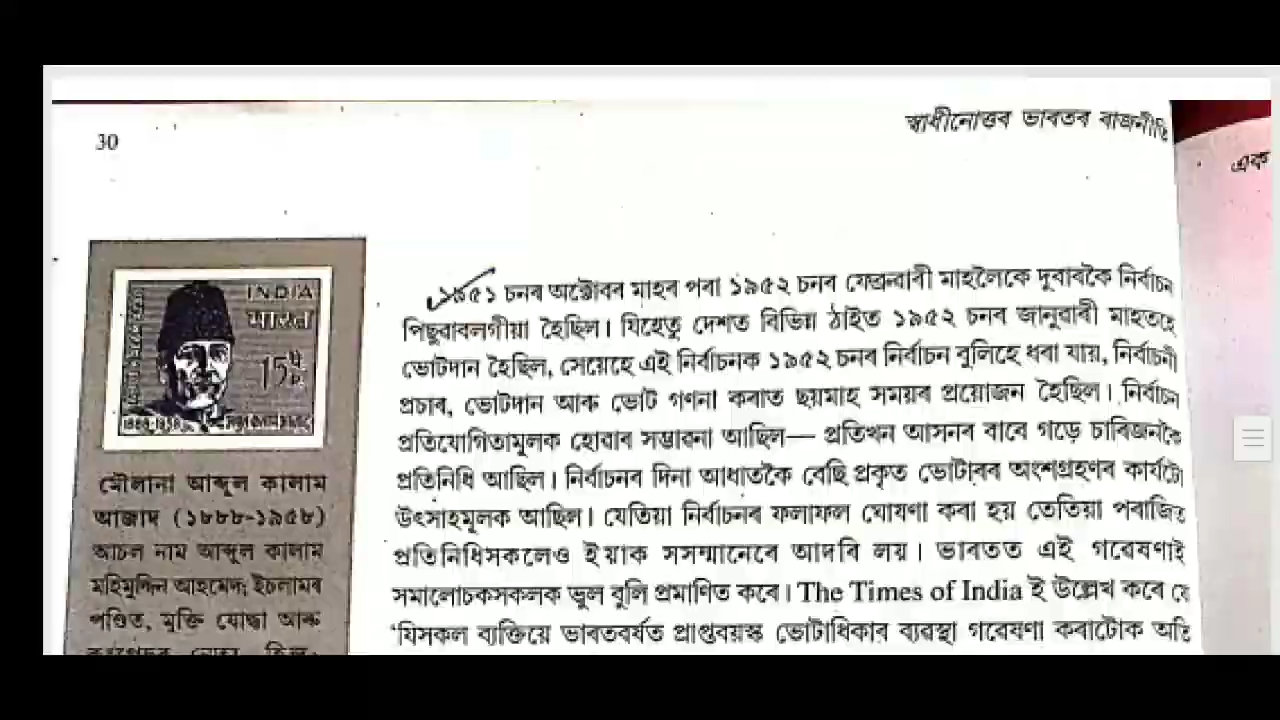 30
স্বাধীনোত্তৰ ভাৰতৰ ৰাজনীতি
এক
INDIA
भारत
15
মৌলানা আব্দুল কালাম
আজাদ (১৮৮৮-১৯৫৮)
আচল নাম আব্দুল কালাম
মহিমুদ্দিন আহমেদ; ইচলামৰ
পণ্ডিত, মুক্তি যোদ্ধা আৰু
১৯৫১ চনৰ অক্টোবৰ মাহৰ পৰা ১৯৫২ চনৰ ফেব্ৰুৱাৰী মাহলৈকে দুবাৰকৈ নিৰ্বাচন
পিছুৱাবলগীয়া হৈছিল। যিহেতু দেশত বিভিন্ন ঠাইত ১৯৫২ চনৰ জানুৱাৰী মাহতহে
ভোটদান হৈছিল, সেয়েহে এই নিৰ্বাচনক ১৯৫২ চনৰ নিৰ্বাচন বুলিহে ধৰা যায়, নিৰ্বাচনী
প্ৰচাৰ, ভোটদান আৰু ভোট গণনা কৰাত ছয়মাহ সময়ৰ প্ৰয়োজন হৈছিল। নিৰ্বাচন
প্ৰতিযোগিতামূলক হোৱাৰ সম্ভাৱনা আছিল— প্ৰতিখন আসনৰ বাবে গড়ে চাৰিজনকৈ
প্ৰতিনিধি আছিল। নিৰ্বাচনৰ দিনা আধাতকৈ বেছি প্ৰকৃত ভোটাৰৰ অংশগ্ৰহণৰ কাৰ্যটো
উৎসাহমূলক আছিল। যেতিয়া নিৰ্বাচনৰ ফলাফল ঘোষণা কৰা হয় তেতিয়া পৰাজিত
প্ৰতিনিধিসকলেও ইয়াক সসন্মানেৰে আদৰি লয়। ভাৰতত এই গৱেষণাই
সমালোচকসকলক ভুল বুলি প্ৰমাণিত কৰে। The Times of India ই উল্লেখ কৰে যে
‘যিসকল ব্যক্তিয়ে ভাৰতবৰ্ষত প্ৰাপ্তবয়স্ক ভোটাধিকাৰ ব্যৱস্থা গৱেষণা কৰাটোক অতি